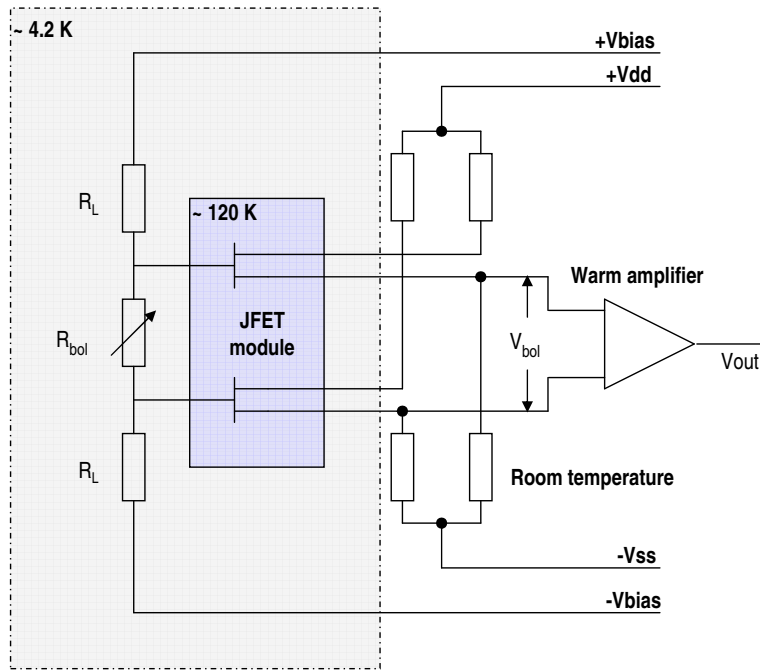 ~ 4.2 K
+Vbias
+Vdd
R_L
~ 120 K
Warm amplifier
JFET
module
R_bol
V_bol
Vout
R_L
Room temperature
-Vss
-Vbias